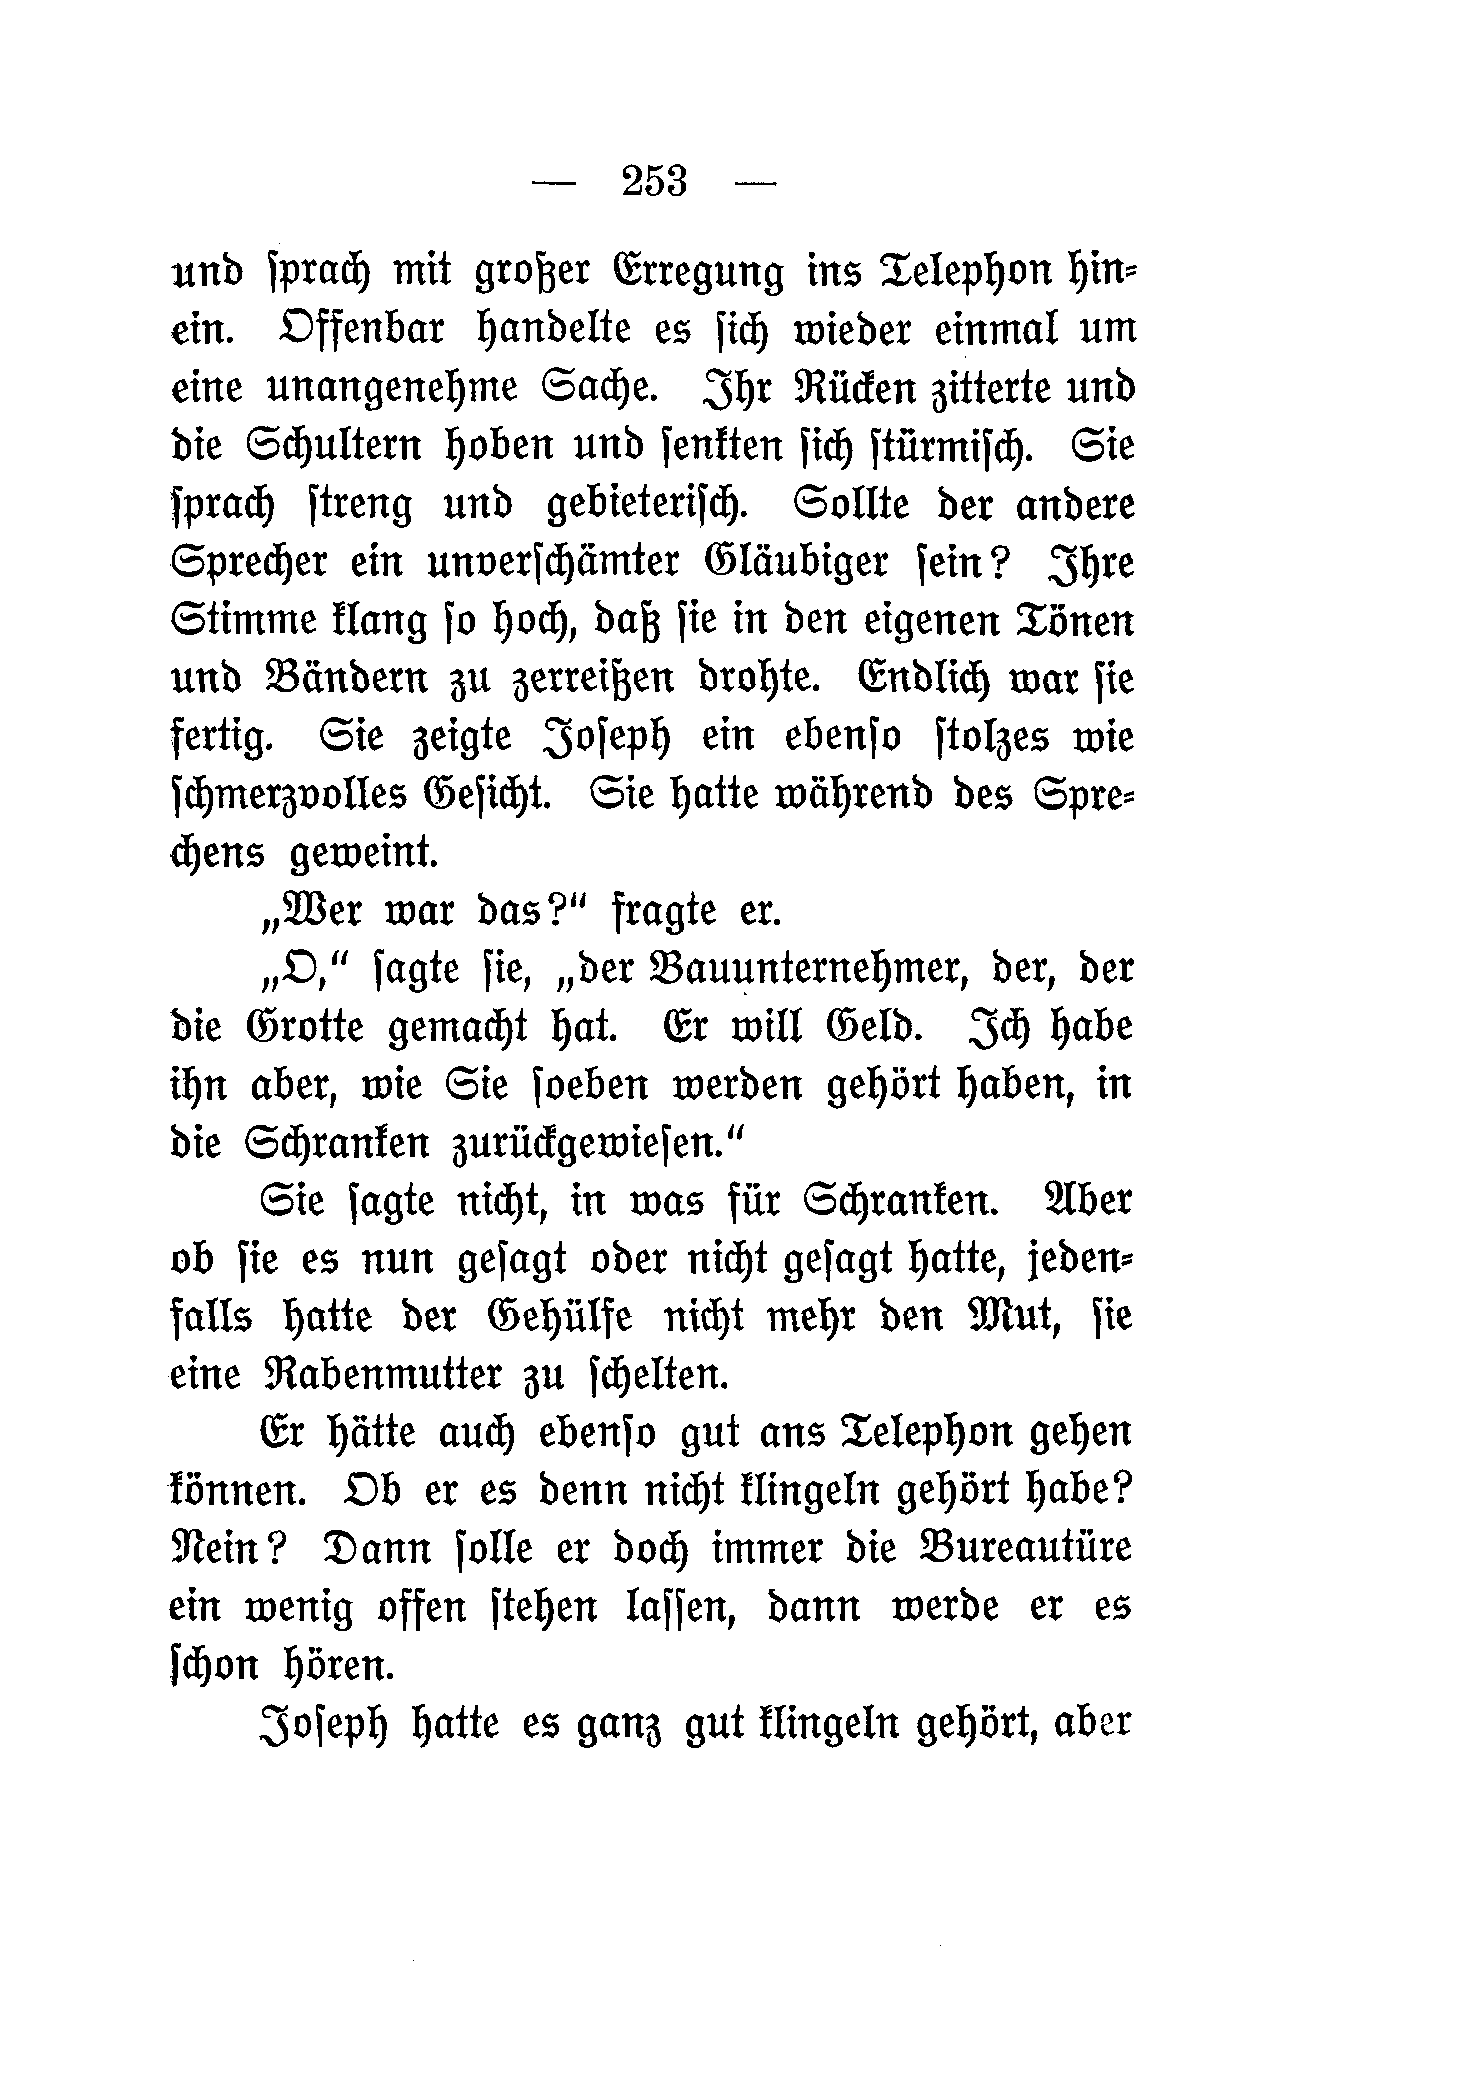 — 253 —
und ſprach mit großer Erregung ins Telephon hin⸗
ein. Offenbar handelte es ſich wieder einmal um
eine unangenehme Sache. Ihr Rücken zitterte und
die Schultern hoben und ſenkten ſich ſtürmiſch. Sie
ſprach ſtreng und gebieteriſch. Sollte der andere
Sprecher ein unverſchämter Gläubiger ſein? Ihre
Stimme klang ſo hoch, daß ſie in den eigenen Tönen
und Bändern zu zerreißen drohte. Endlich war ſie
fertig. Sie zeigte Joſeph ein ebenſo ſtolzes wie
ſchmerzvolles Geſicht. Sie hatte während des Spre⸗
chens geweint.
„Wer war das?“ fragte er.
„O,“ ſagte ſie, „der Bauunternehmer, der, der
die Grotte gemacht hat. Er will Geld. Ich habe
ihn aber, wie Sie ſoeben werden gehört haben, in
die Schranken zurückgewieſen.“
Sie ſagte nicht, in was für Schranken. Aber
ob ſie es nun geſagt oder nicht geſagt hatte, jeden⸗
falls hatte der Gehülfe nicht mehr den Mut, ſie
eine Rabenmutter zu ſchelten.
Er hätte auch ebenſo gut ans Telephon gehen
können. Ob er es denn nicht klingeln gehört habe?
Nein? Dann ſolle er doch immer die Bureautüre
ein wenig offen ſtehen laſſen, dann werde er es
ſchon hören.
Joſeph hatte es ganz gut klingeln gehört, aber